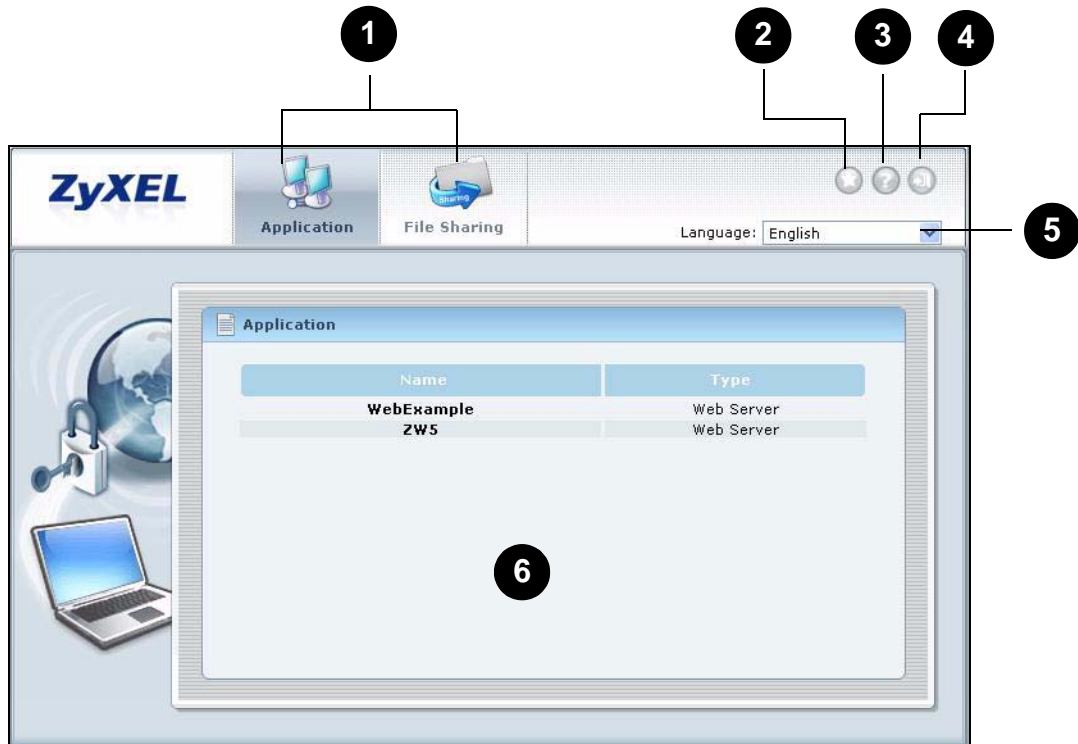 1
2
3
4
ZyXEL
Sharing
Application
File Sharing
Language: English
5
Application
Name Type
WebExample Web Server
ZW5 Web Server
6